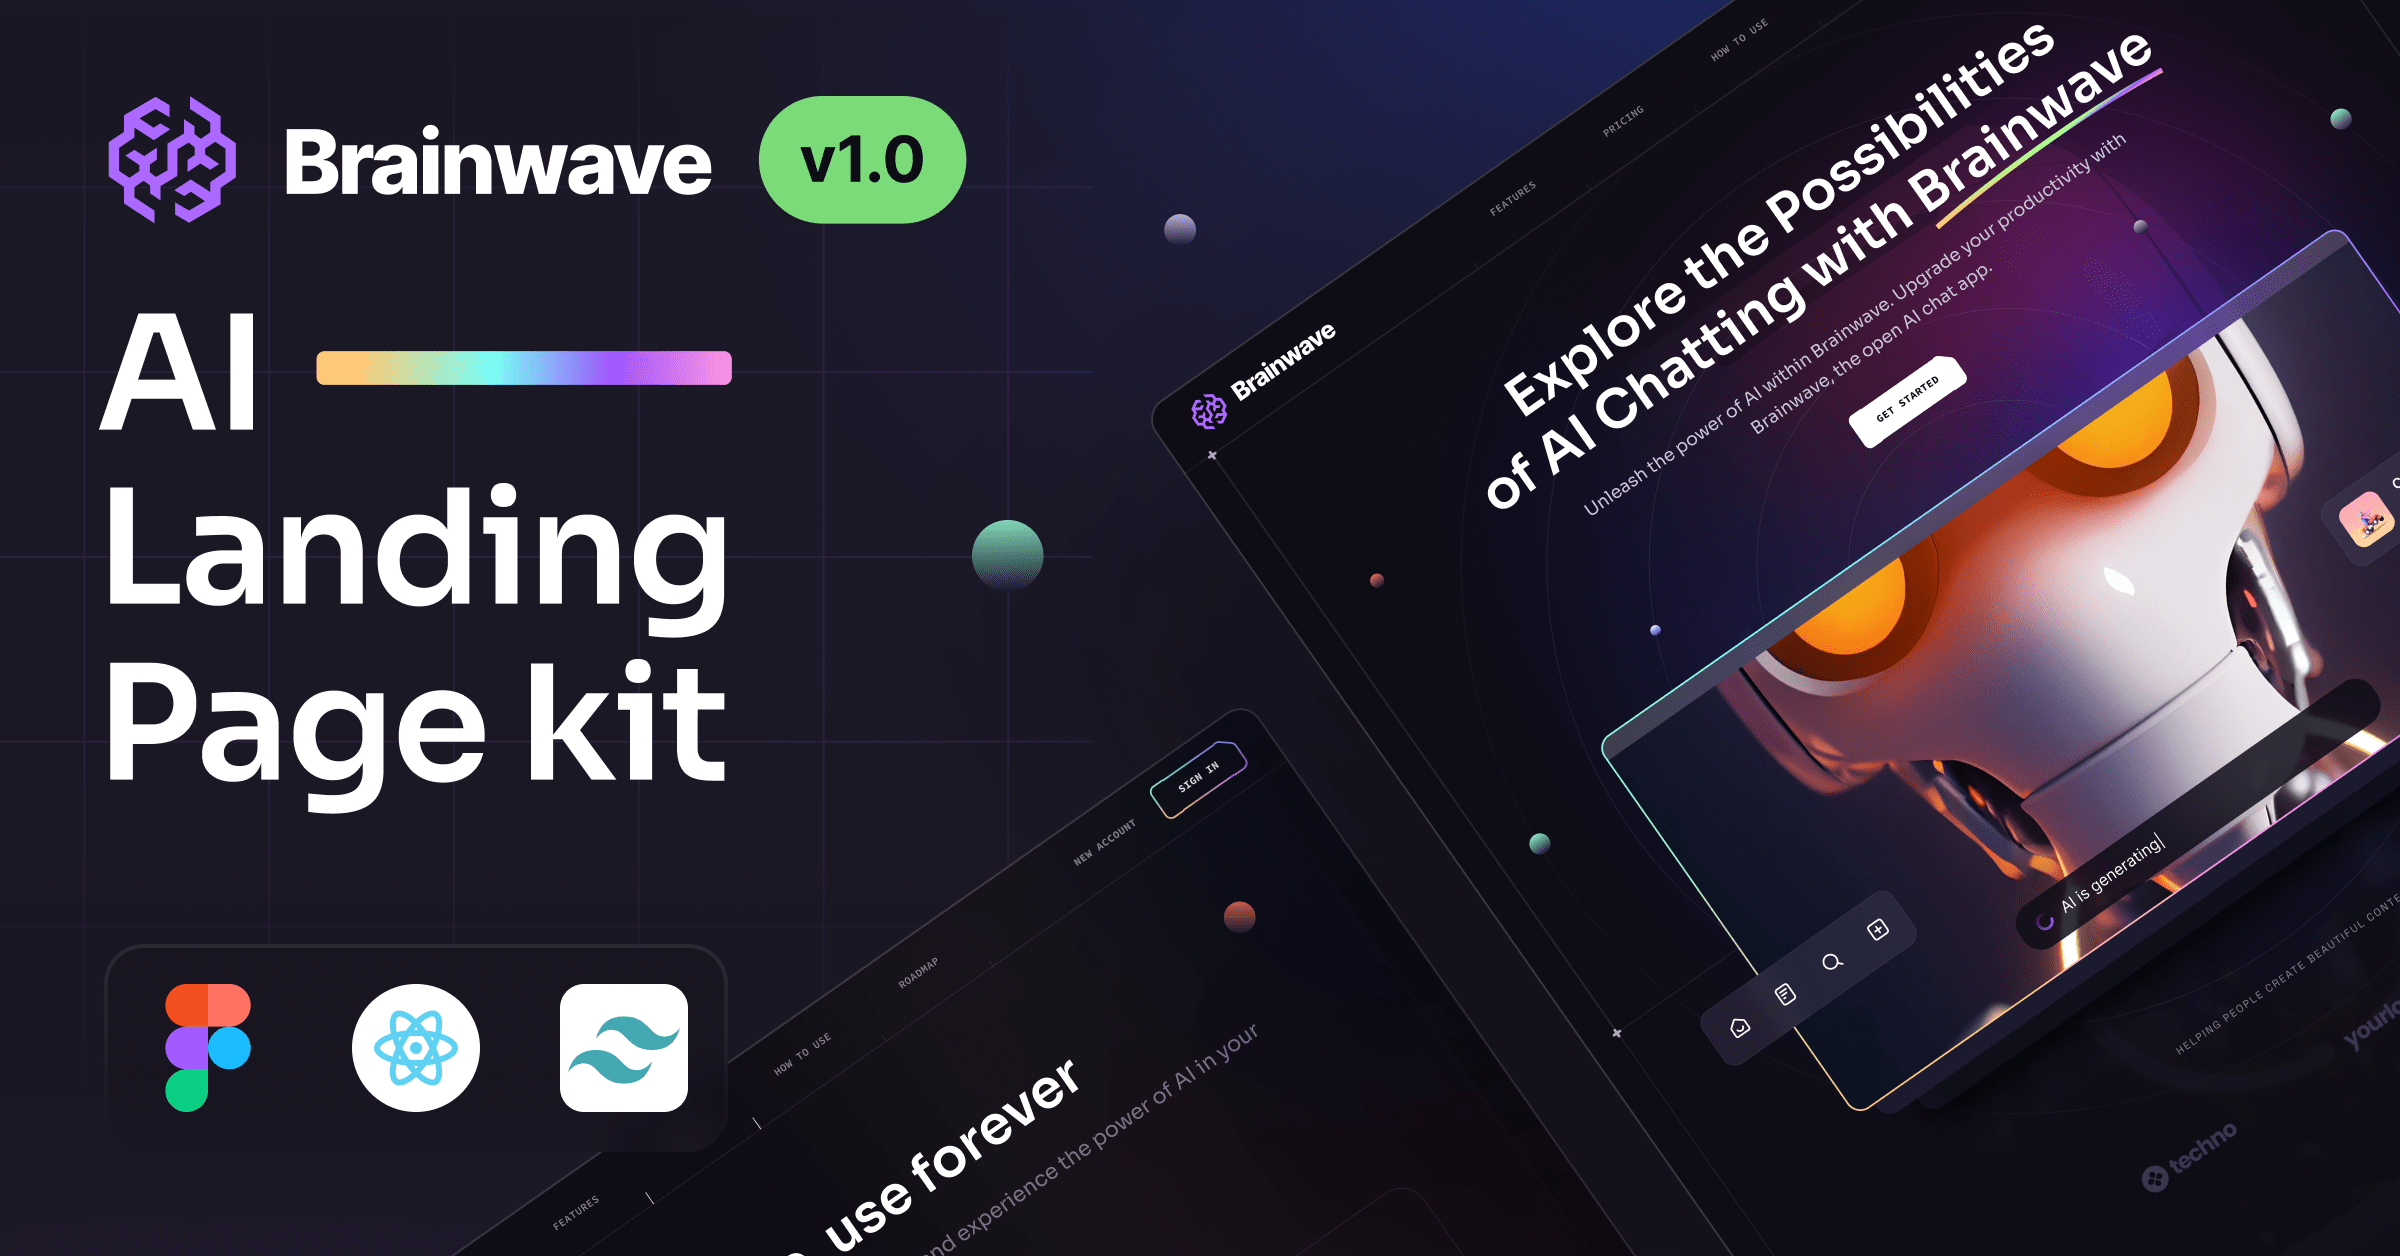 Brainwave
v1.0
AI
Landing
Page kit
HOW TO USE
PRICING
FEATURES
Brainwave
Explore the Possibilities
of AI Chatting with Brainwave
Unleash the power of AI within Brainwave. Upgrade your productivity with
Brainwave, the open AI chat app.
GET STARTED
AI is generating
HELPING PEOPLE CREATE BEAUTIFUL
techno
SIGN IN
NEW ACCOUNT
ROADMAP
HOW TO USE
FEATURES
use forever
experience the power of AI in your